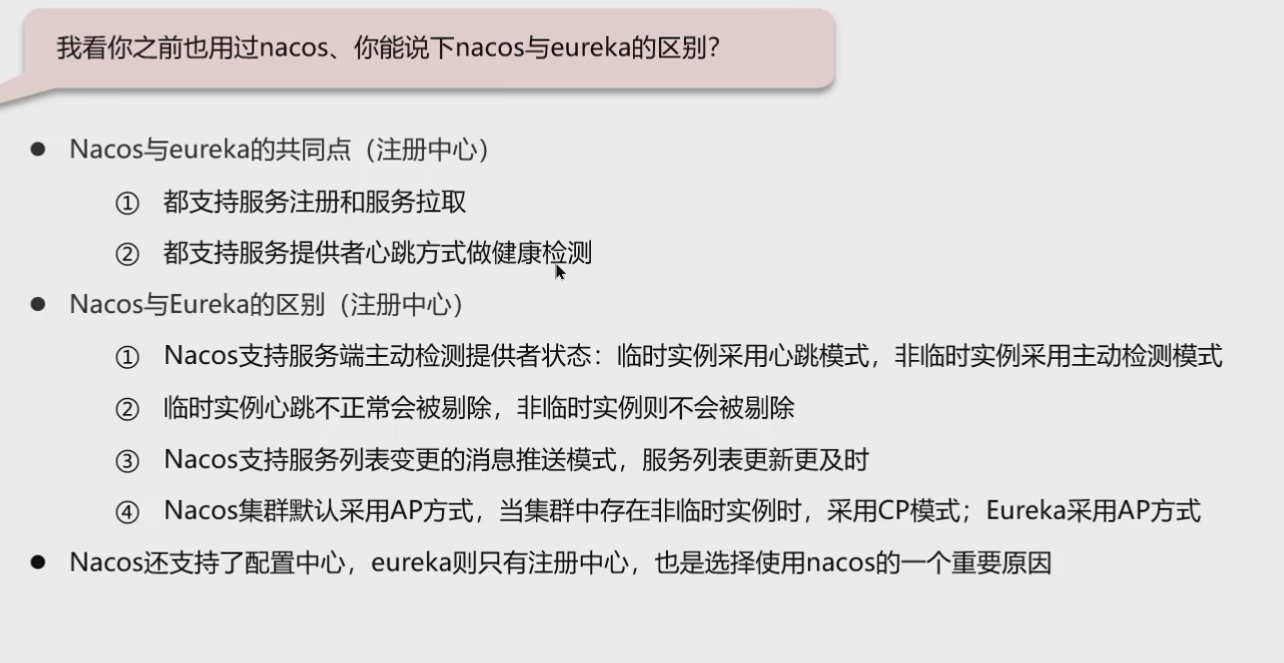 我看你之前也用过nacos、你能说下nacos与eureka的区别？
● Nacos与eureka的共同点（注册中心）
① 都支持服务注册和服务拉取
② 都支持服务提供者心跳方式做健康检测
● Nacos与Eureka的区别（注册中心）
① Nacos支持服务端主动检测提供者状态：临时实例采用心跳模式，非临时实例采用主动检测模式
② 临时实例心跳不正常会被剔除，非临时实例则不会被剔除
③ Nacos支持服务列表变更的消息推送模式，服务列表更新更及时
④ Nacos集群默认采用AP方式，当集群中存在非临时实例时，采用CP模式；Eureka采用AP方式
● Nacos还支持了配置中心，eureka则只有注册中心，也是选择使用nacos的一个重要原因